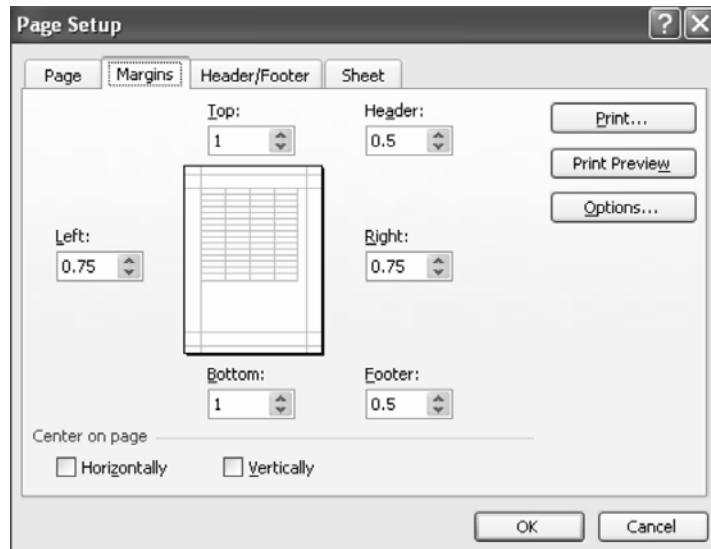 Page Setup
Page Margins Header/Footer Sheet
Top: Header:
1 0.5
Print...
Print Preview
Options...
Left: Right:
0.75 0.75
Bottom: Footer:
1 0.5
Center on page
Horizontally Vertically
OK Cancel